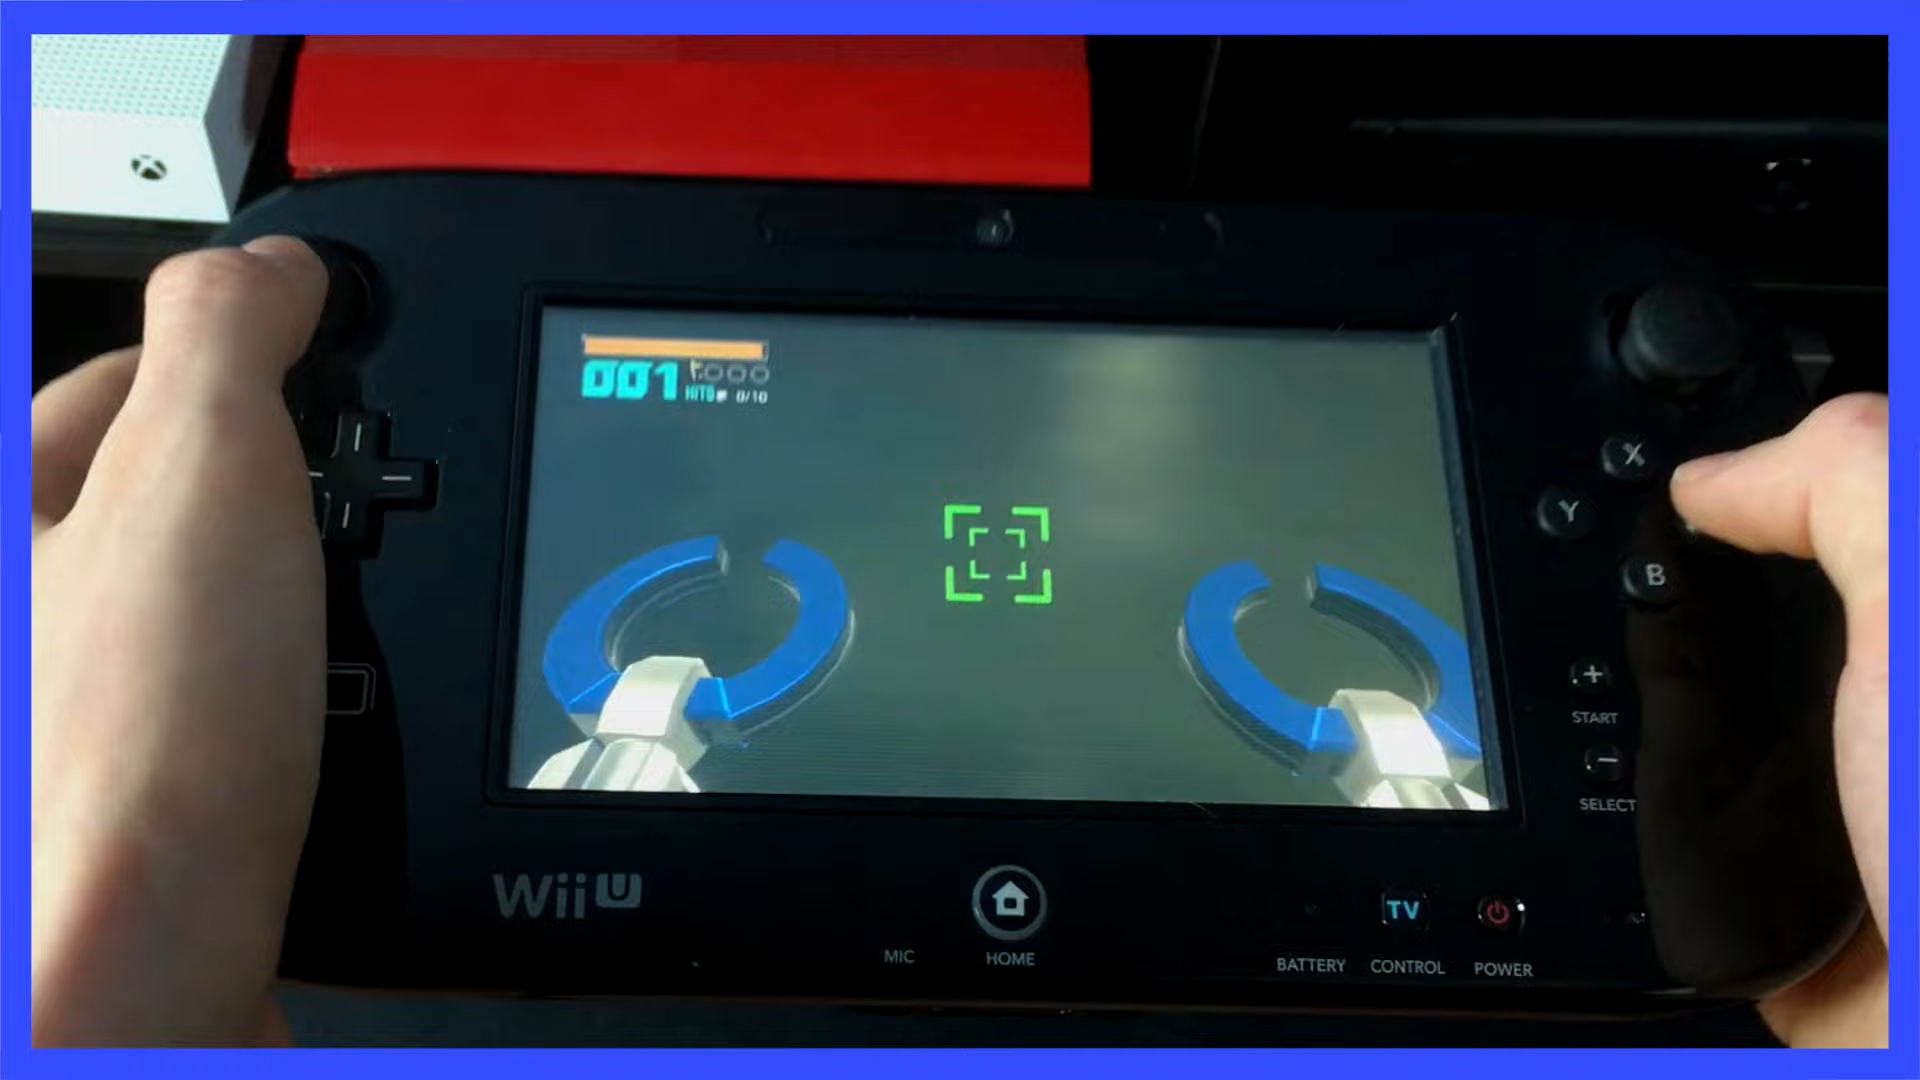 001 HITS 0/10
X
Y
B
+
START
−
SELECT
Wii U
TV
MIC
HOME
BATTERY
CONTROL
POWER